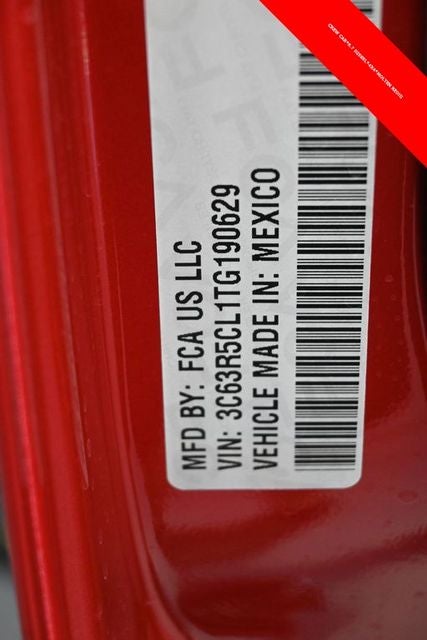 MFD BY: FCA US LLC
VIN: 3C63R5CL1TG190629
VEHICLE MADE IN: MEXICO